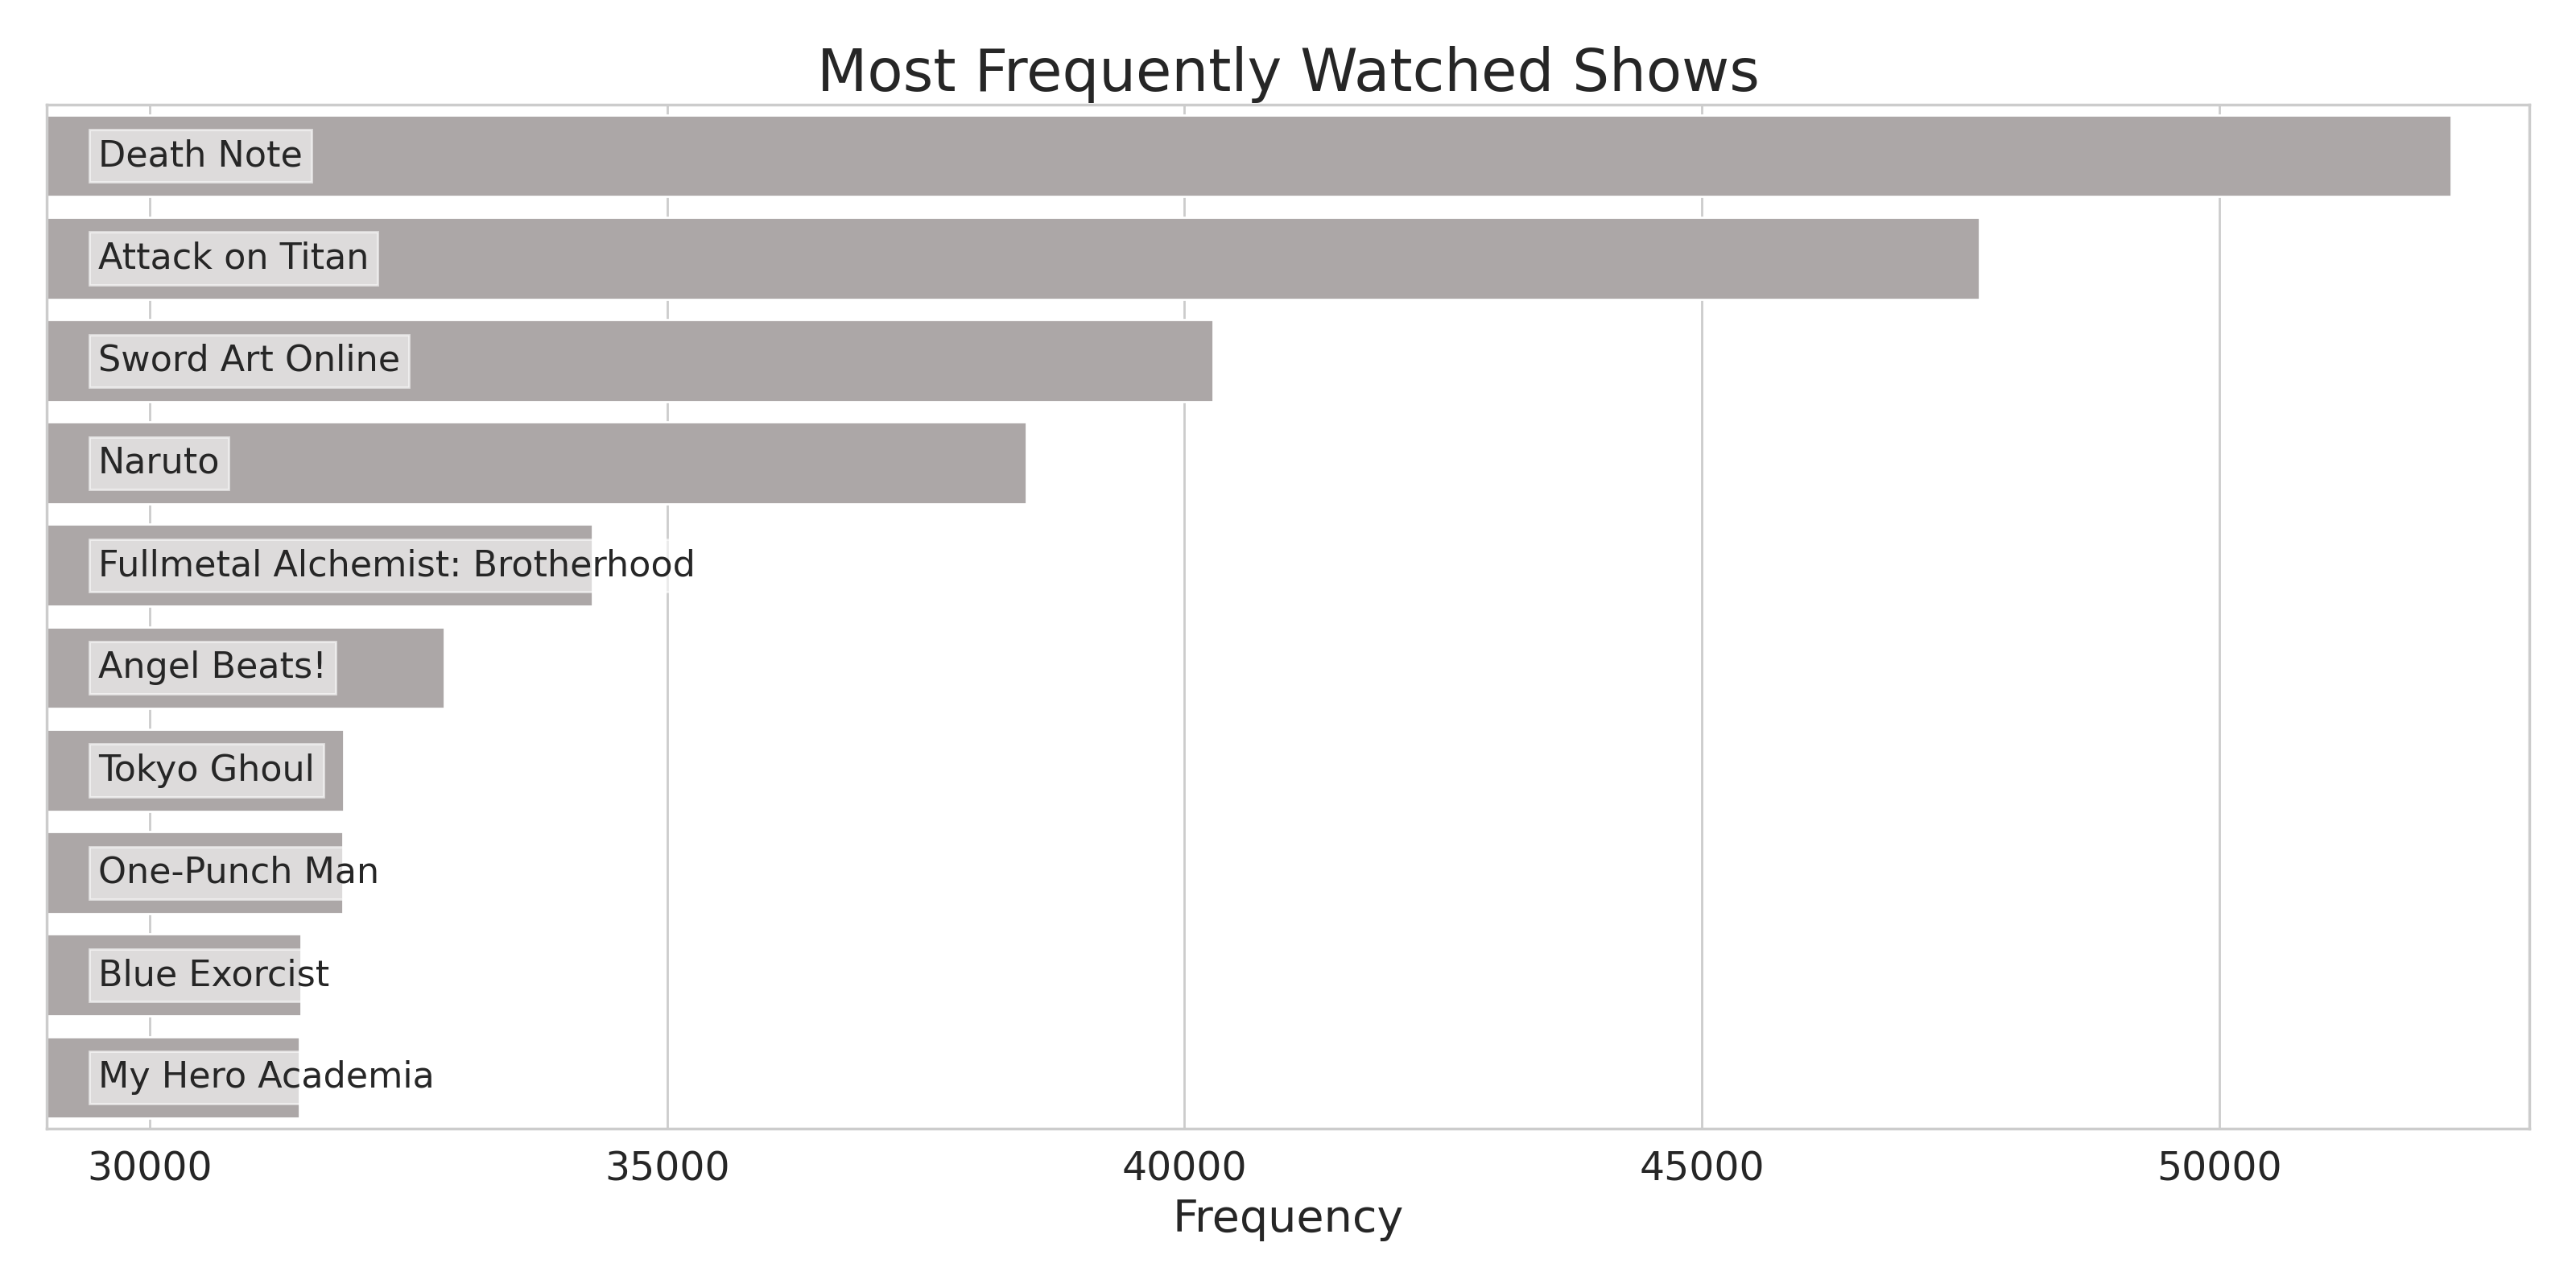 Most Frequently Watched Shows
Death Note
Attack on Titan
Sword Art Online
Naruto
Fullmetal Alchemist: Brotherhood
Angel Beats!
Tokyo Ghoul
One-Punch Man
Blue Exorcist
My Hero Academia
30000 35000 40000 45000 50000
Frequency